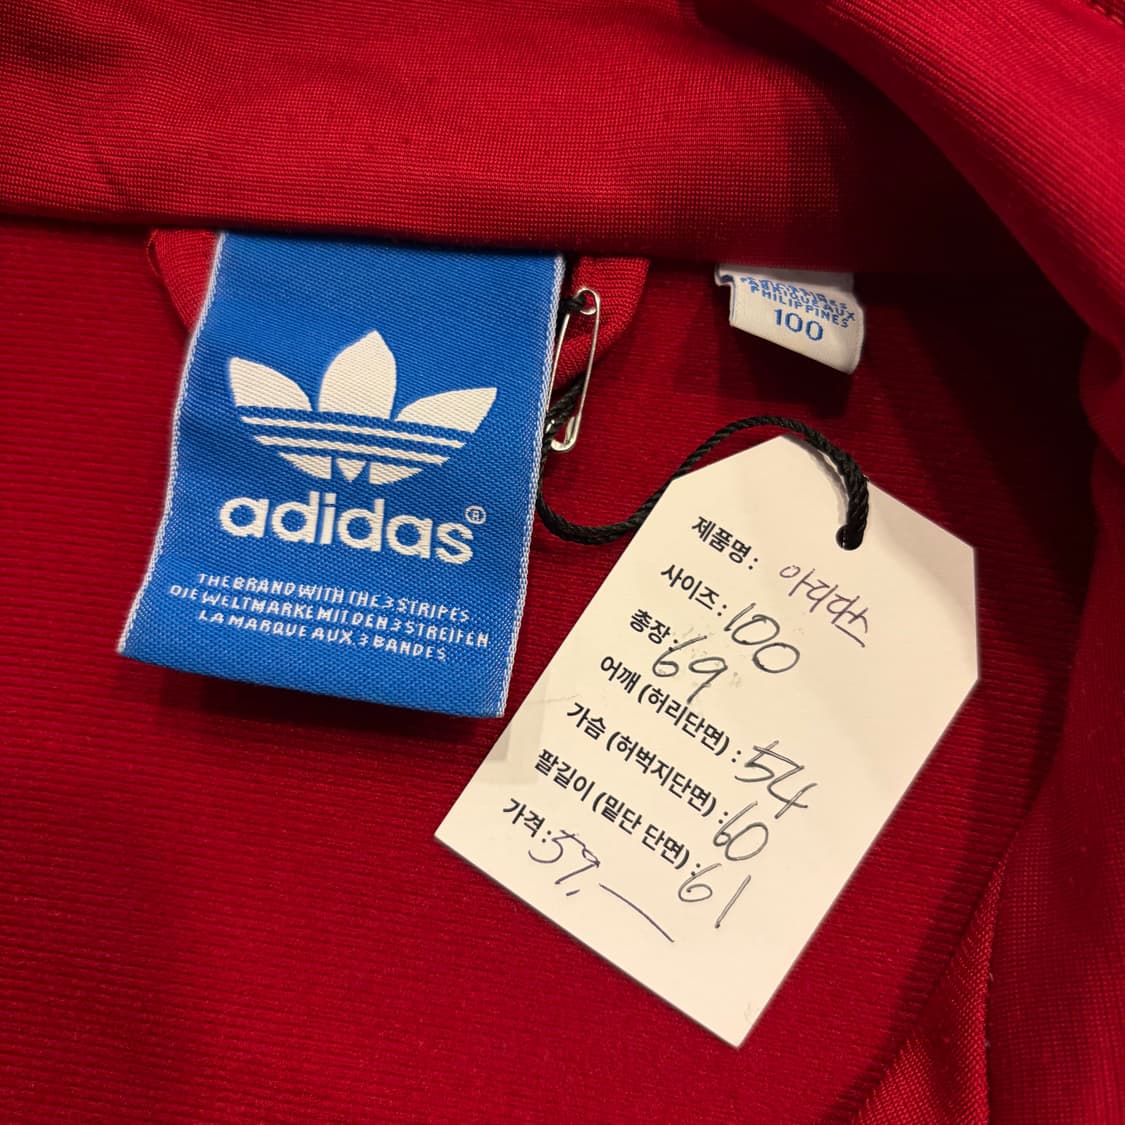 adidas®
THE BRAND WITH THE 3 STRIPES
DIE WELTMARKE MIT DEN 3 STREIFEN
LA MARQUE AUX 3 BANDES
PHILIPPINES
100
제품명 : 아디다스
사이즈 : 100
총장 : 69
어깨 (허리단면) : 54
가슴 (허벅지단면) : 60
팔길이 (밑단 단면) : 61
가격 : 59,—